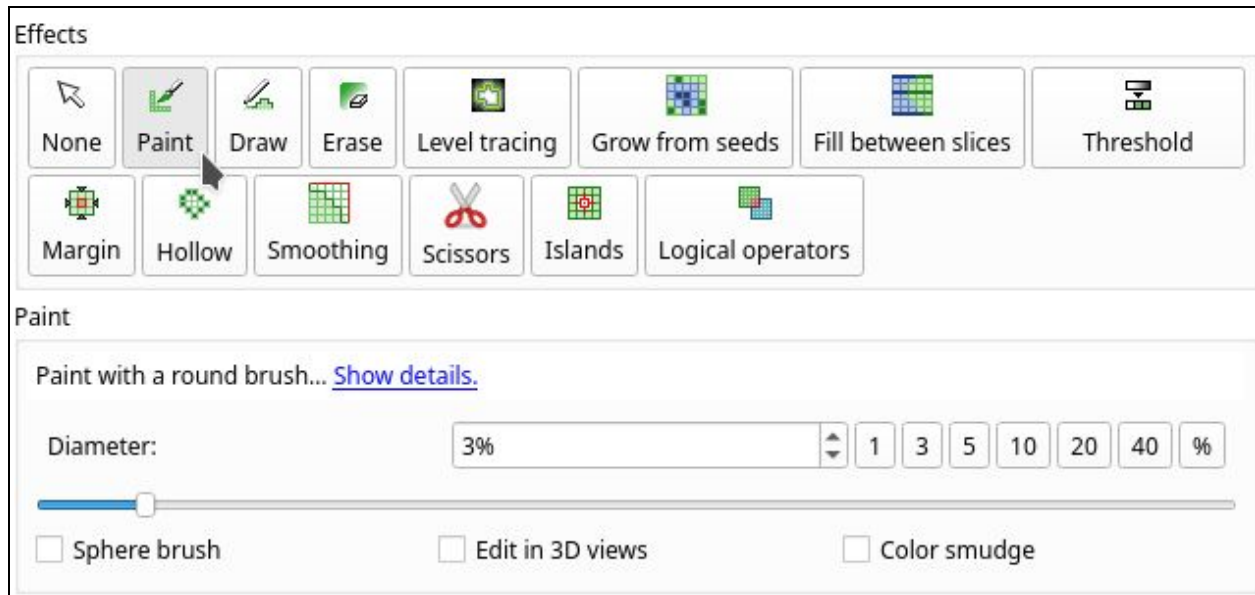 Effects
None Paint Draw Erase Level tracing Grow from seeds Fill between slices Threshold
Margin Hollow Smoothing Scissors Islands Logical operators
Paint
Paint with a round brush... Show details.
Diameter: 3% 1 3 5 10 20 40 %
Sphere brush Edit in 3D views Color smudge